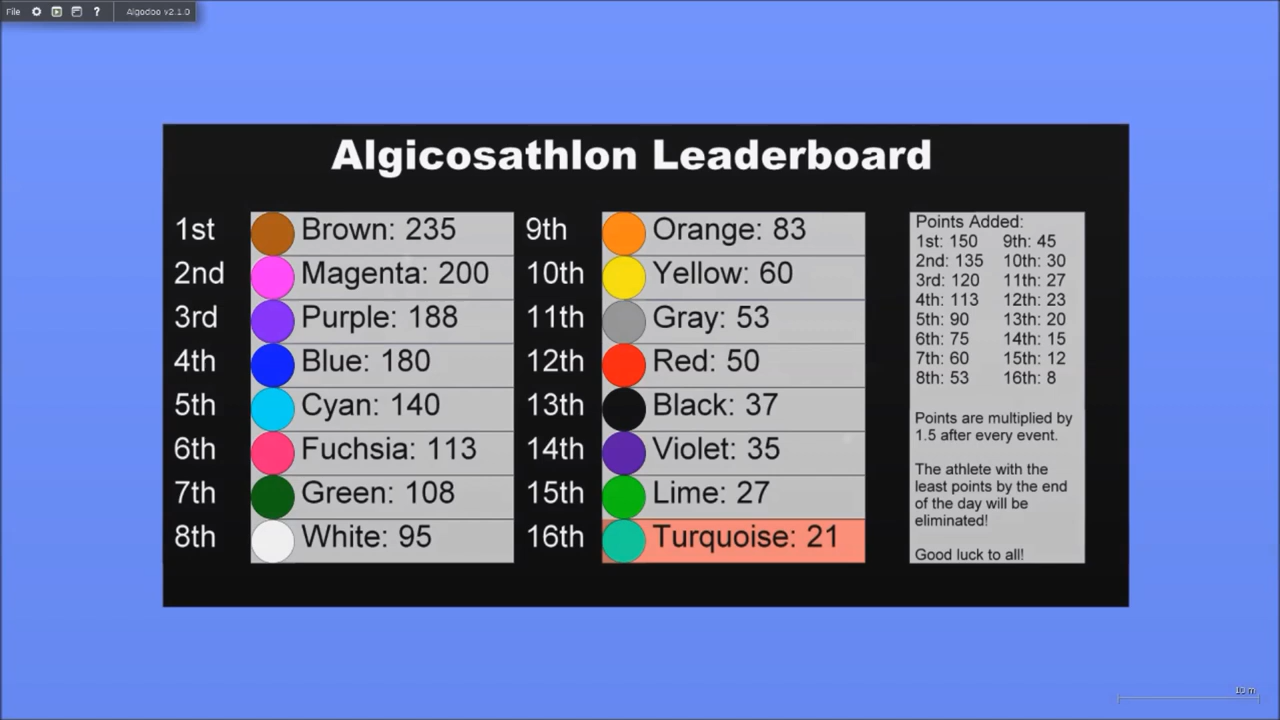 File ? Algodoo v2.1.0
Algicosathlon Leaderboard
1st Brown: 235
2nd Magenta: 200
3rd Purple: 188
4th Blue: 180
5th Cyan: 140
6th Fuchsia: 113
7th Green: 108
8th White: 95
9th Orange: 83
10th Yellow: 60
11th Gray: 53
12th Red: 50
13th Black: 37
14th Violet: 35
15th Lime: 27
16th Turquoise: 21
Points Added:
1st: 150 9th: 45
2nd: 135 10th: 30
3rd: 120 11th: 27
4th: 113 12th: 23
5th: 90 13th: 20
6th: 75 14th: 15
7th: 60 15th: 12
8th: 53 16th: 8
Points are multiplied by
1.5 after every event.
The athlete with the
least points by the end
of the day will be
eliminated!
Good luck to all!
10 m